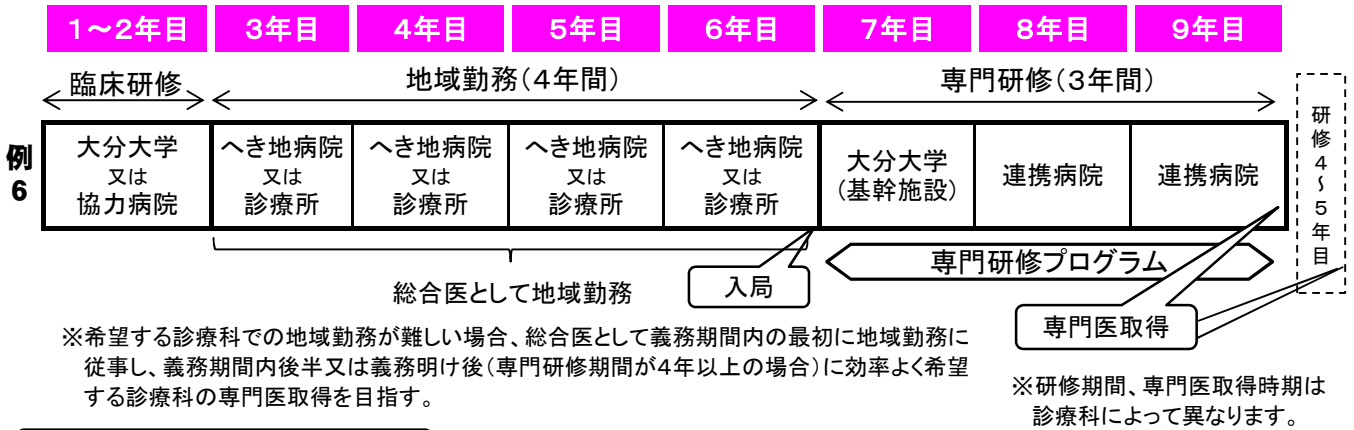 1～2年目 3年目 4年目 5年目 6年目 7年目 8年目 9年目
臨床研修 地域勤務(4年間) 専門研修(3年間)
例6
大分大学
又は
協力病院
へき地病院
又は
診療所
へき地病院
又は
診療所
へき地病院
又は
診療所
へき地病院
又は
診療所
大分大学
(基幹施設)
連携病院
連携病院
研修4～5年目
総合医として地域勤務
入局
専門研修プログラム
専門医取得
※希望する診療科での地域勤務が難しい場合、総合医として義務期間内の最初に地域勤務に
従事し、義務期間内後半又は義務明け後(専門研修期間が4年以上の場合)に効率よく希望
する診療科の専門医取得を目指す。
※研修期間、専門医取得時期は
診療科によって異なります。